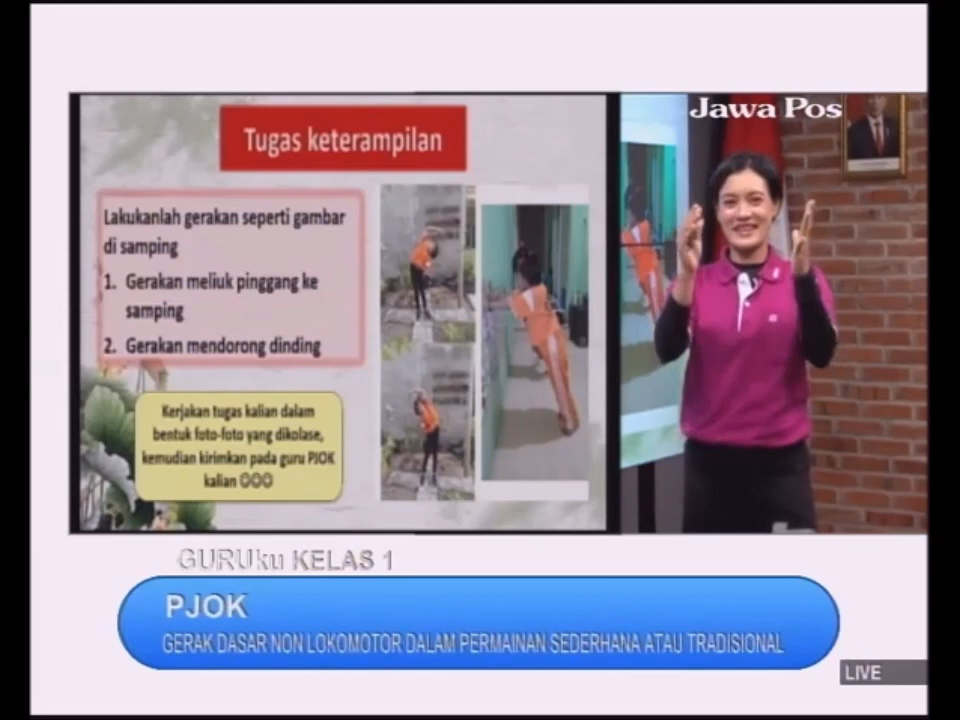 Jawa Pos
Tugas keterampilan
Lakukanlah gerakan seperti gambar
di samping
1. Gerakan meliuk pinggang ke
samping
2. Gerakan mendorong dinding
Kerjakan tugas kalian dalam
bentuk foto-foto yang dikolase,
kemudian kirimkan pada guru PJOK
kalian
GURUku KELAS 1
PJOK
GERAK DASAR NON LOKOMOTOR DALAM PERMAINAN SEDERHANA ATAU TRADISIONAL
LIVE